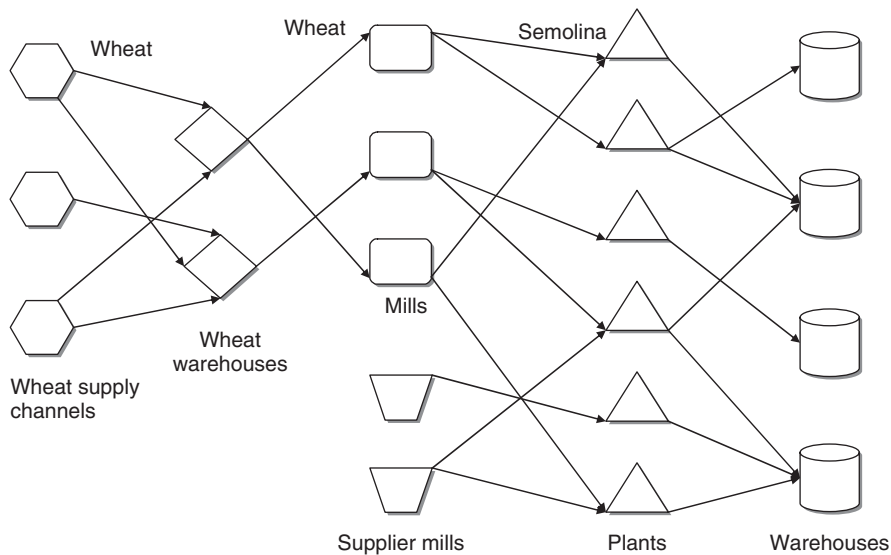 Wheat
Wheat
Semolina
Mills
Wheat
warehouses
Wheat supply
channels
Supplier mills
Plants
Warehouses